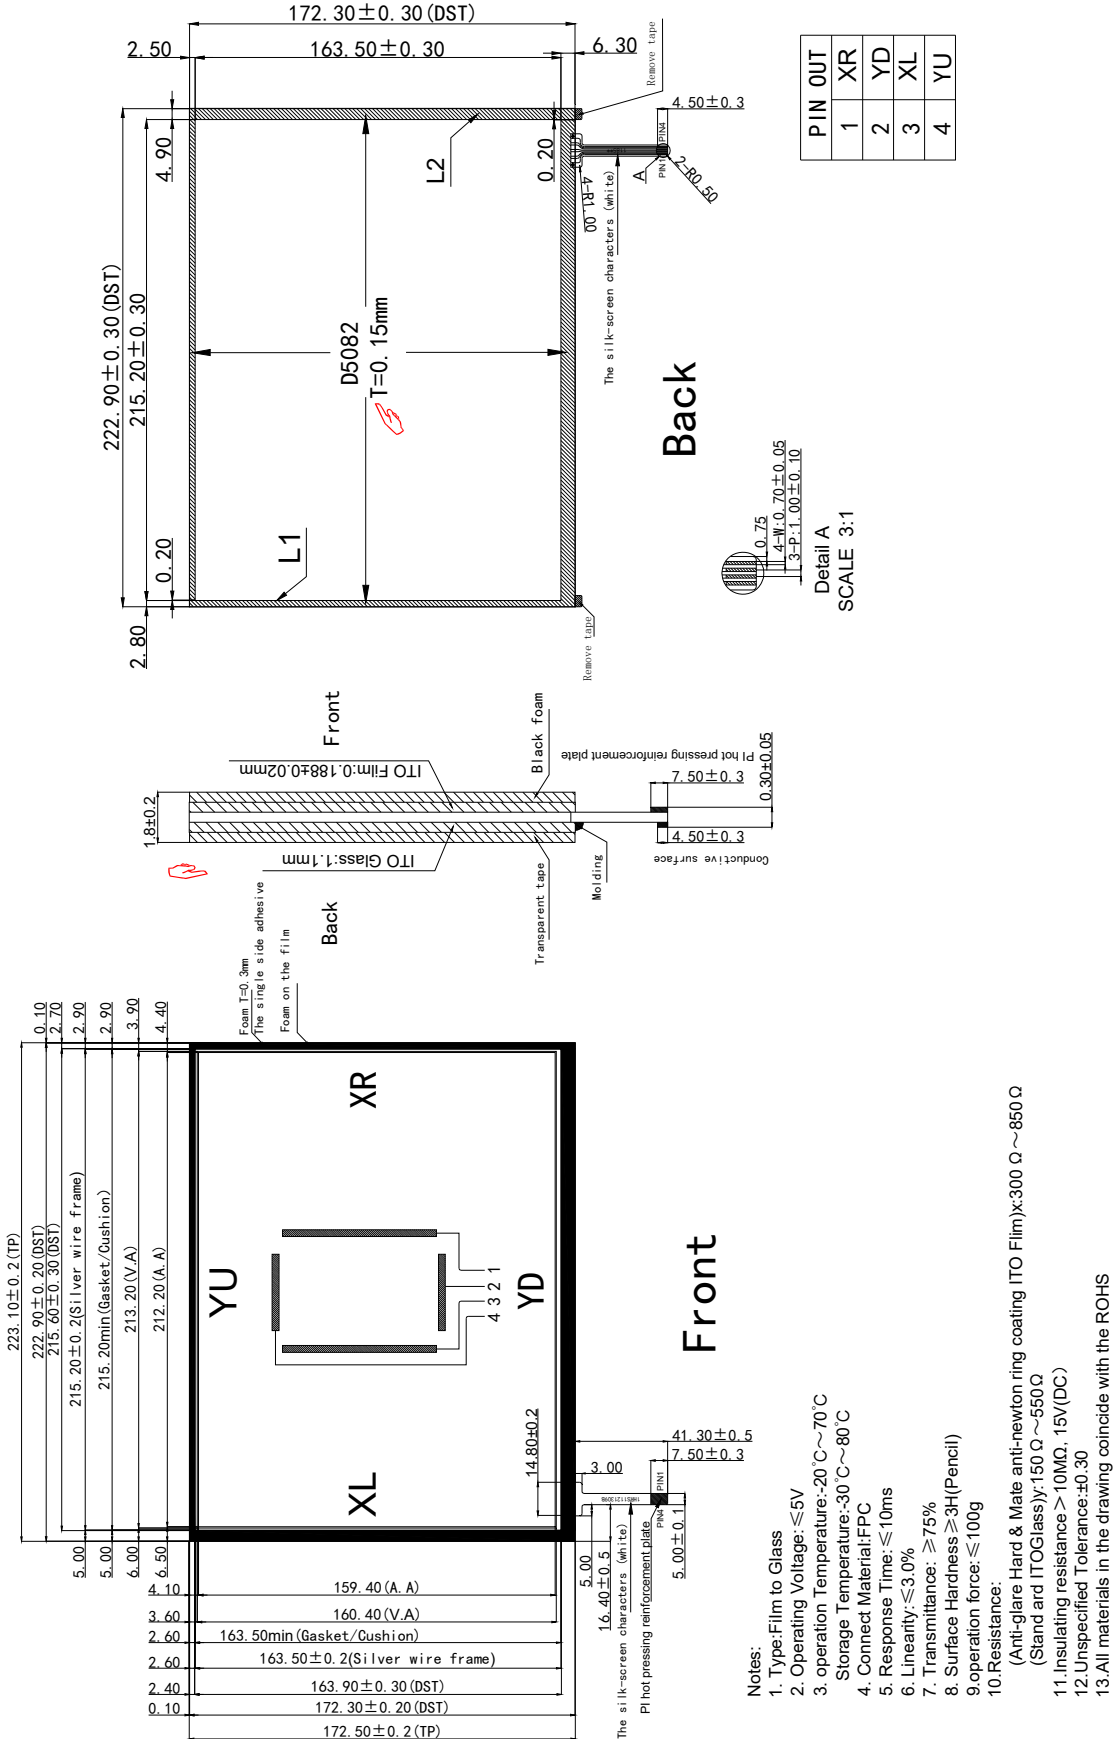 172.30±0.30(DST)
2.50
163.50±0.30
6.30
Remove tape
4.50±0.3
4.90
L2
0.20
PIN1
PIN4
A
2-R0.50
4-R1.00
The silk-screen characters (white)
222.90±0.30(DST)
215.20±0.30
D5082
T=0.15mm
Back
0.20
L1
2.80
Remove tape
PIN OUT
1 XR
2 YD
3 XL
4 YU
0.75
4-W:0.70±0.05
3-P:1.00±0.10
Detail A
SCALE 3:1
Front
ITO Film:0.188±0.02mm
Black foam
PI hot pressing reinforcement plate
7.50±0.3
0.30±0.05
1.8±0.2
ITO Glass:1.1mm
4.50±0.3
Conductive surface
Molding
Transparent tape
Back
Foam T=0.3mm
The single side adhesive
Foam on the film
223.10±0.2(TP)
0.10
222.90±0.20(DST)
2.70
215.60±0.30(DST)
2.90
215.20±0.2(Silver wire frame)
2.90
215.20min(Gasket/Cushion)
3.90
213.20(V.A)
4.40
212.20(A.A)
5.00
5.00
6.00
6.50
XR
YU
YD
XL
4 3 2 1
Front
4.10
159.40(A.A)
3.60
160.40(V.A)
2.60
163.50min(Gasket/Cushion)
2.60
163.50±0.2(Silver wire frame)
2.40
163.90±0.30(DST)
0.10
172.30±0.20(DST)
172.50±0.2(TP)
14.80±0.2
3.00
41.30±0.5
7.50±0.3
PIN4
PIN1
5.00
16.40±0.5
5.00±0.1
The silk-screen characters (white)
PI hot pressing reinforcement plate
Notes:
1. Type:Film to Glass
2. Operating Voltage:≤5V
3. operation Temperature:-20℃～70℃
Storage Temperature:-30℃～80℃
4. Connect Material:FPC
5. Response Time:≤10ms
6. Linearity:≤3.0%
7. Transmittance: ≥75%
8. Surface Hardness≥3H(Pencil)
9.operation force:≤100g
10.Resistance:
(Anti-glare Hard & Mate anti-newton ring coating ITO Flim)x:300Ω～850Ω
(Stand ard ITOGlass)y:150Ω～550Ω
11.Insulating resistance＞10MΩ, 15V(DC)
12.Unspecified Tolerance:±0.30
13.All materials in the drawing coincide with the ROHS